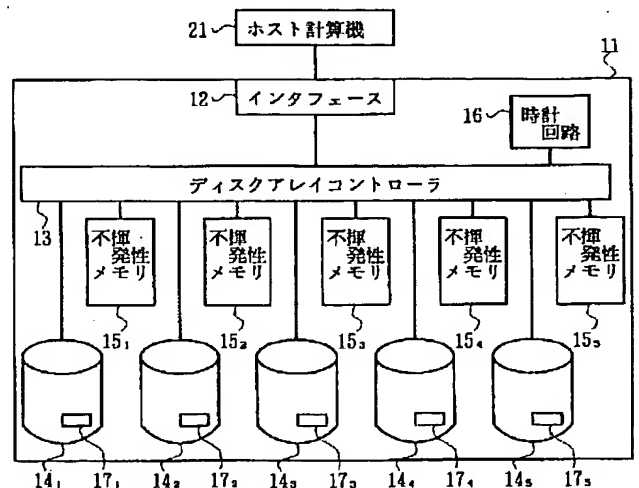 21 ホスト計算機
11
12 インタフェース
16 時計
回路
ディスクアレイコントローラ
13
不揮 不揮 不揮 不揮 不揮
発性 発性 発性 発性 発性
メモリ メモリ メモリ メモリ メモリ
15₁ 15₂ 15₃ 15₄ 15₅
14₁ 17₁ 14₂ 17₂ 14₃ 17₃ 14₄ 17₄ 14₅ 17₅